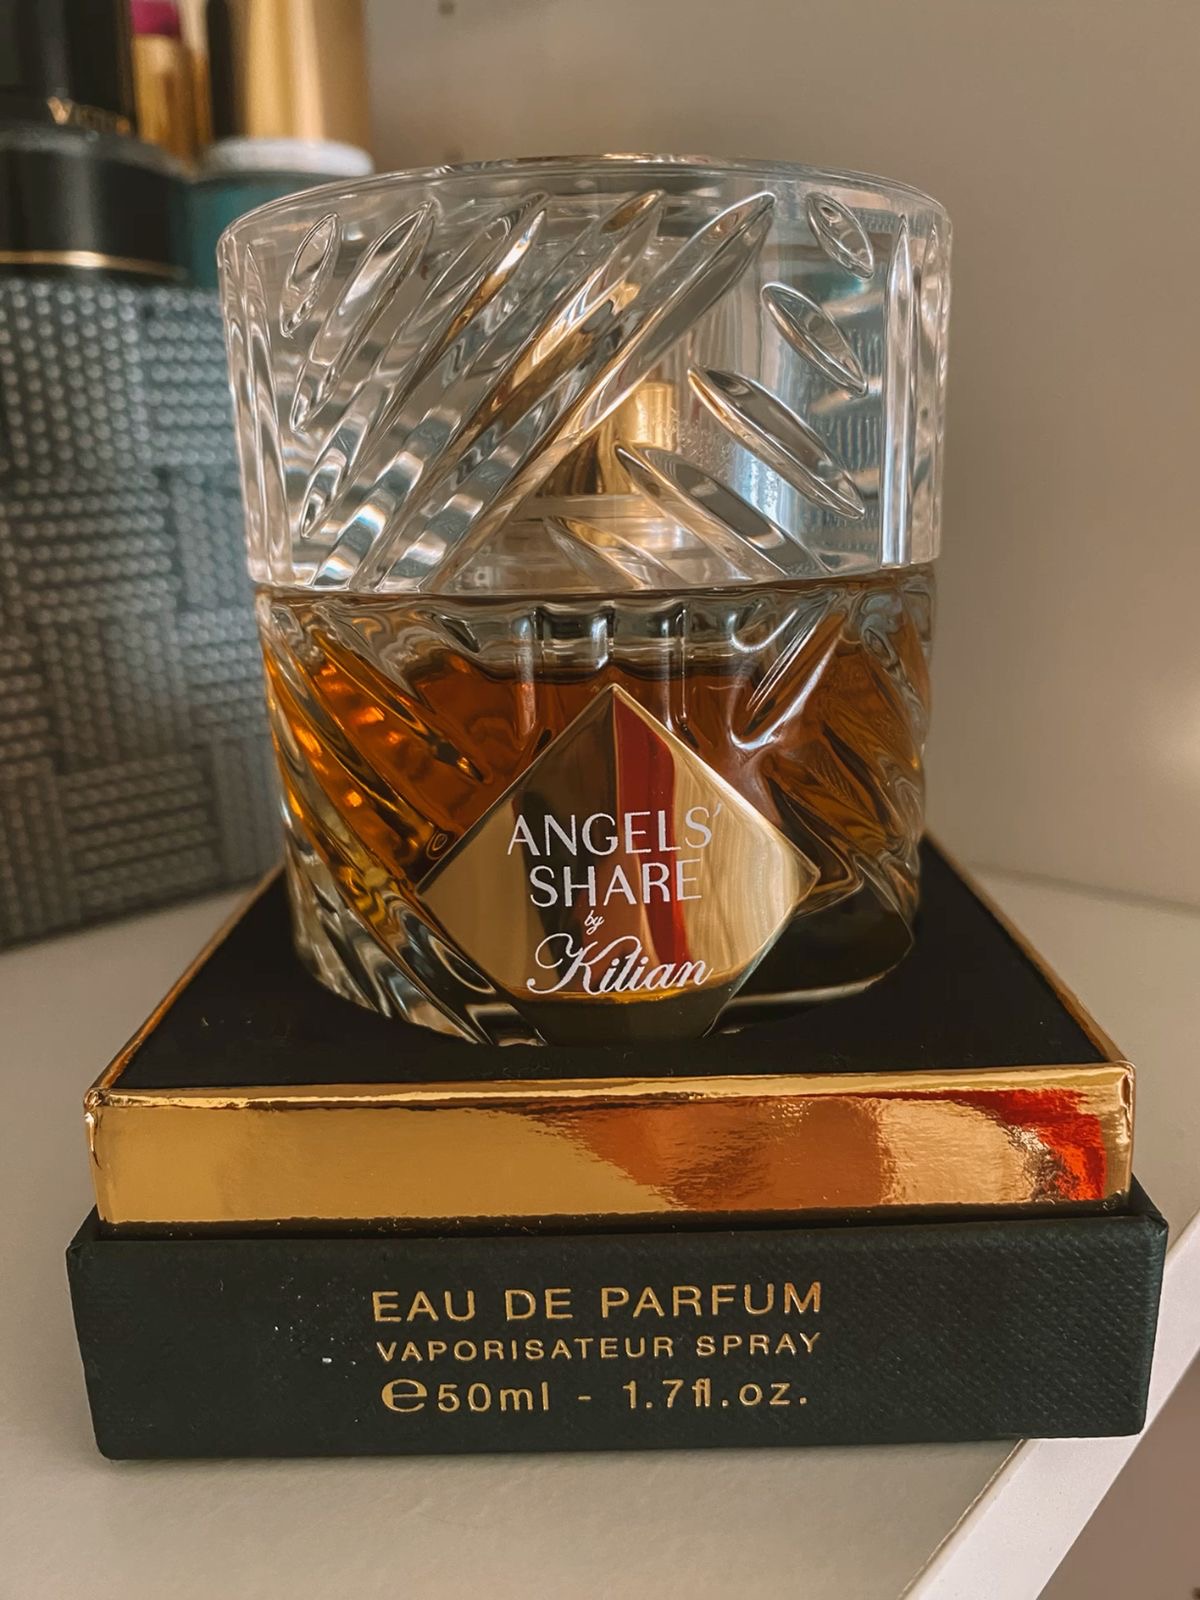 ANGELS'
SHARE
by
Kilian
EAU DE PARFUM
VAPORISATEUR SPRAY
℮50ml - 1.7fl.oz.